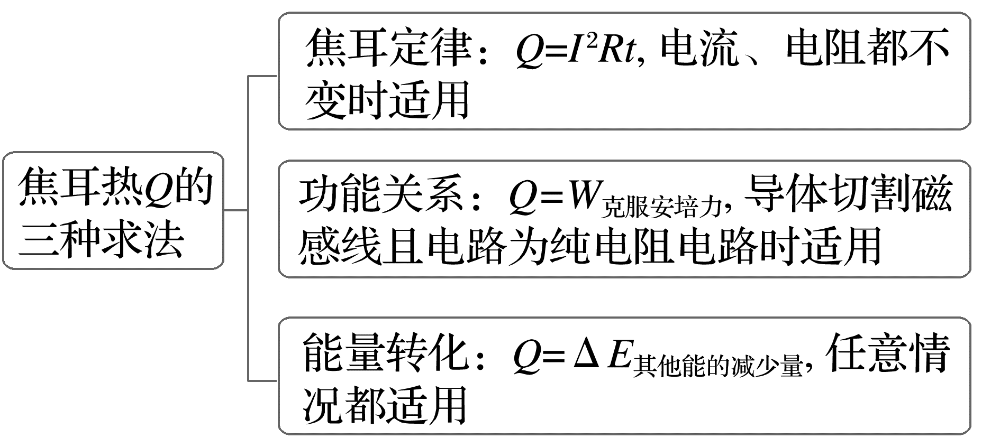 焦耳热Q的
三种求法
焦耳定律：Q=I²Rt, 电流、电阻都不
变时适用
功能关系：Q=W克服安培力, 导体切割磁
感线且电路为纯电阻电路时适用
能量转化：Q=ΔE其他能的减少量, 任意情
况都适用